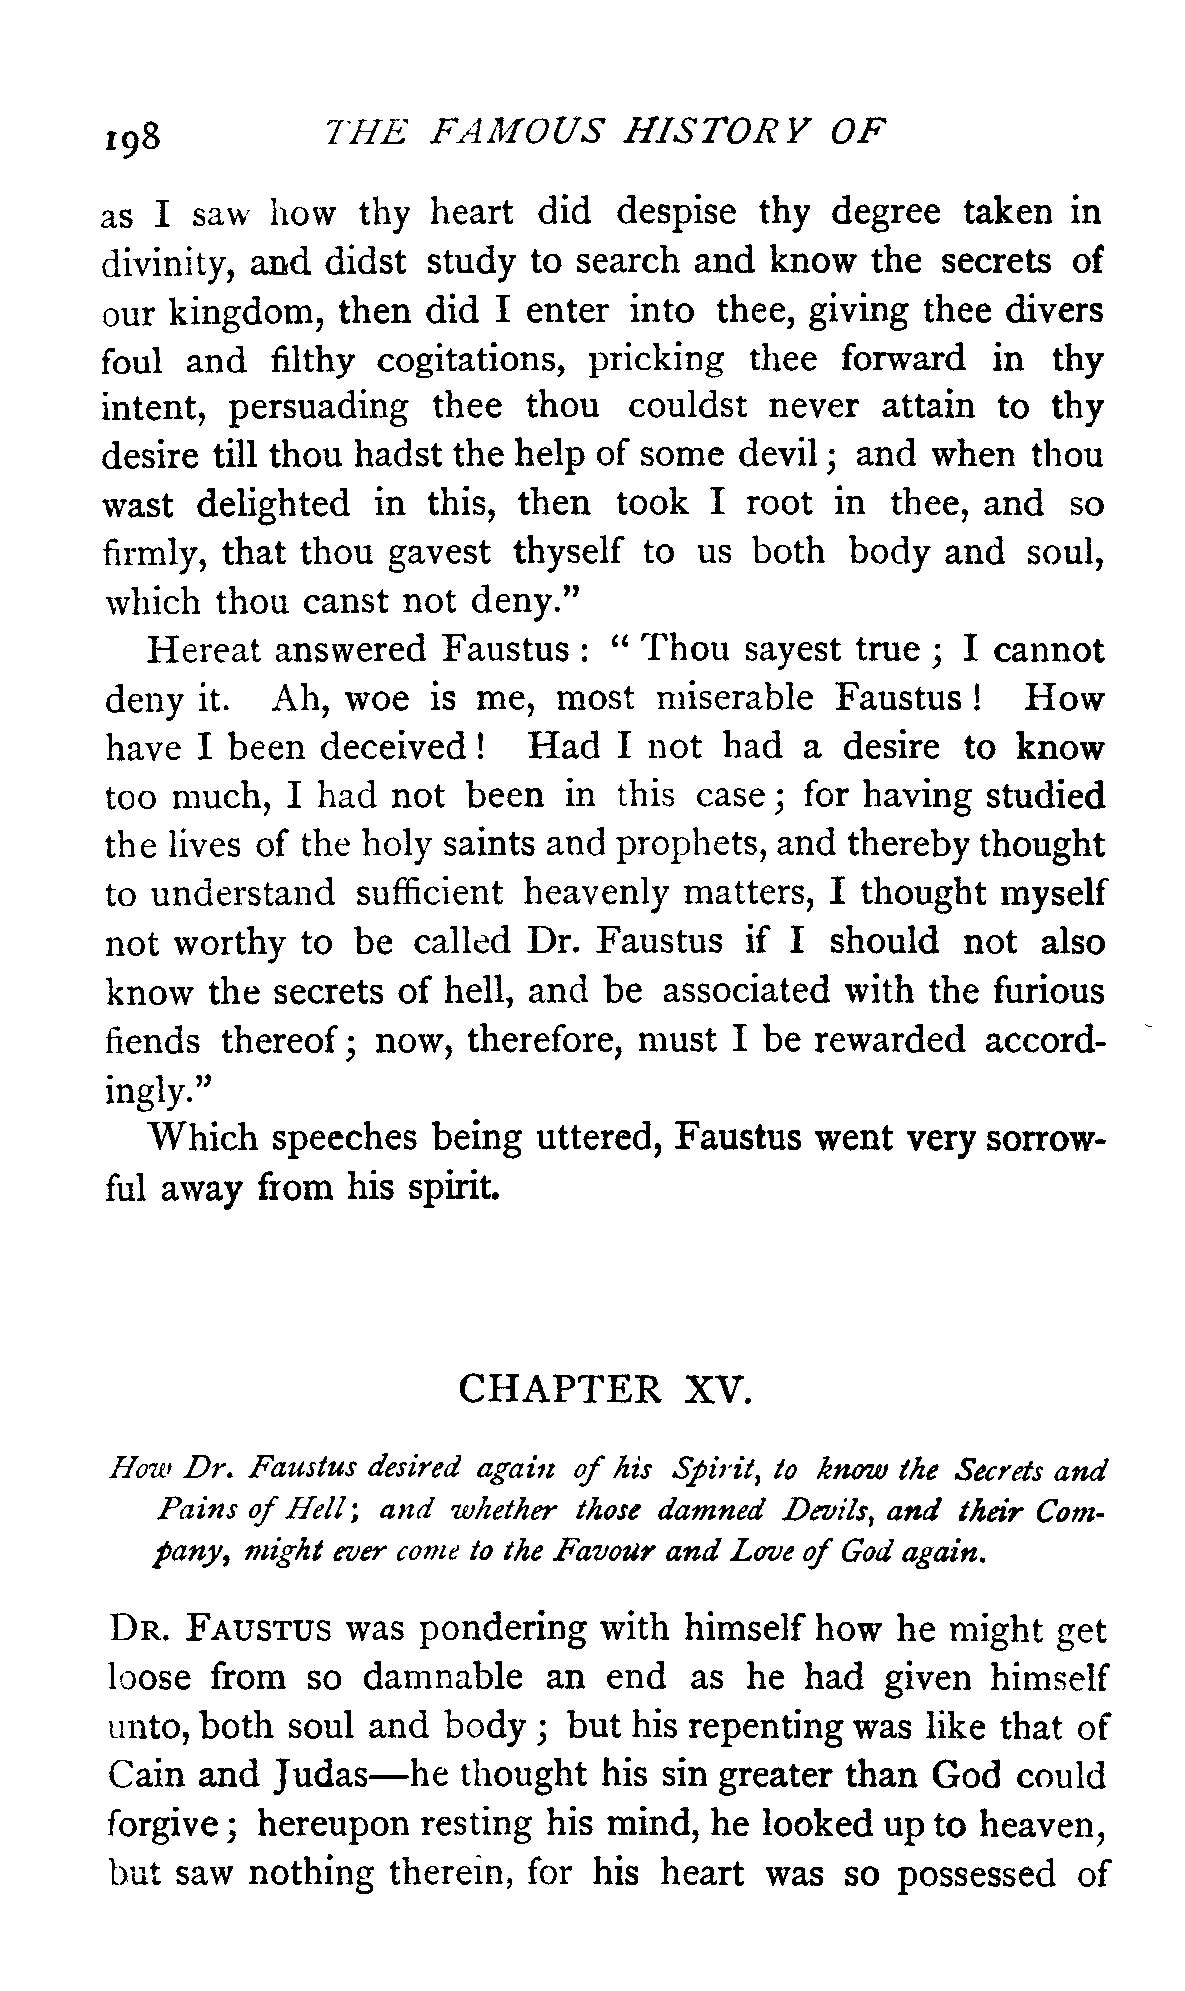 198 THE FAMOUS HISTORY OF
as I saw how thy heart did despise thy degree taken in
divinity, and didst study to search and know the secrets of
our kingdom, then did I enter into thee, giving thee divers
foul and filthy cogitations, pricking thee forward in thy
intent, persuading thee thou couldst never attain to thy
desire till thou hadst the help of some devil; and when thou
wast delighted in this, then took I root in thee, and so
firmly, that thou gavest thyself to us both body and soul,
which thou canst not deny.”
Hereat answered Faustus: “Thou sayest true; I cannot
deny it. Ah, woe is me, most miserable Faustus! How
have I been deceived! Had I not had a desire to know
too much, I had not been in this case; for having studied
the lives of the holy saints and prophets, and thereby thought
to understand sufficient heavenly matters, I thought myself
not worthy to be called Dr. Faustus if I should not also
know the secrets of hell, and be associated with the furious
fiends thereof; now, therefore, must I be rewarded accord-
ingly.”
Which speeches being uttered, Faustus went very sorrow-
ful away from his spirit.
CHAPTER XV.
How Dr. Faustus desired again of his Spirit, to know the Secrets and
Pains of Hell; and whether those damned Devils, and their Com-
pany, might ever come to the Favour and Love of God again.
DR. FAUSTUS was pondering with himself how he might get
loose from so damnable an end as he had given himself
unto, both soul and body; but his repenting was like that of
Cain and Judas—he thought his sin greater than God could
forgive; hereupon resting his mind, he looked up to heaven,
but saw nothing therein, for his heart was so possessed of